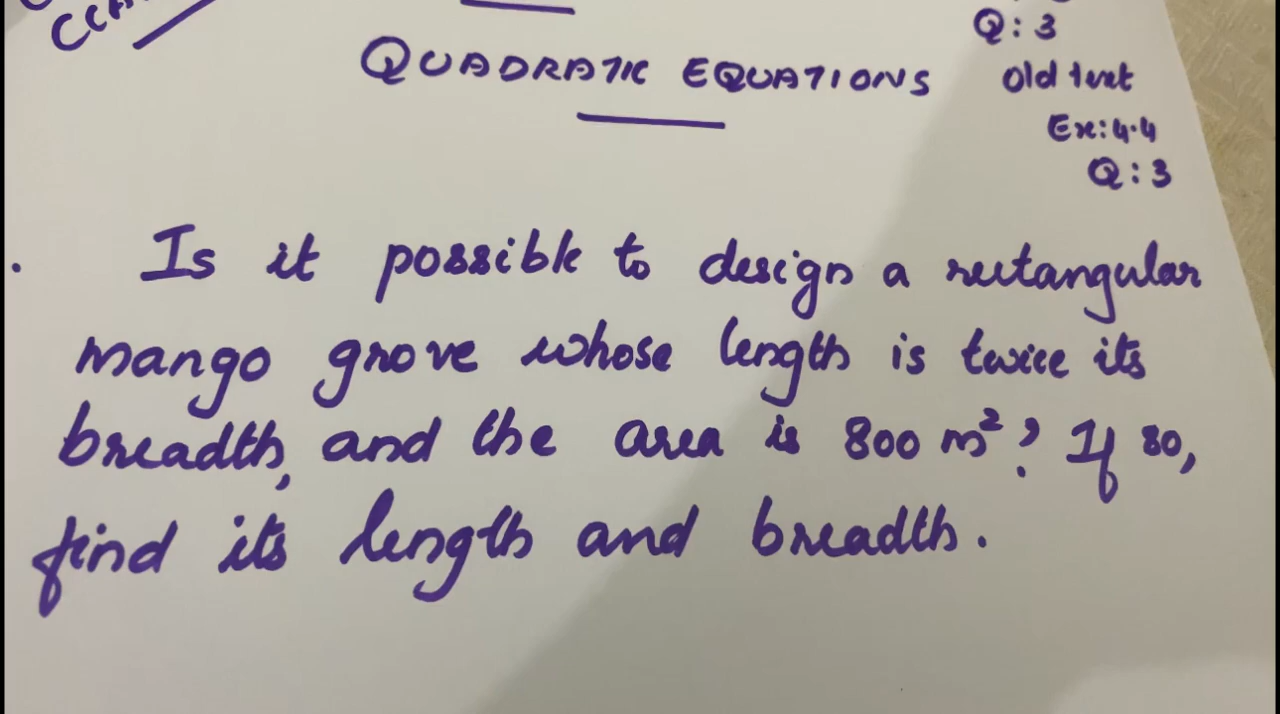 QUADRATIC EQUATIONS
Q: 3
Old text
Ex: 4.4
Q: 3
Is it possible to design a rectangular
mango grove whose length is twice its
breadth, and the area is 800 m²? If so,
find its length and breadth.